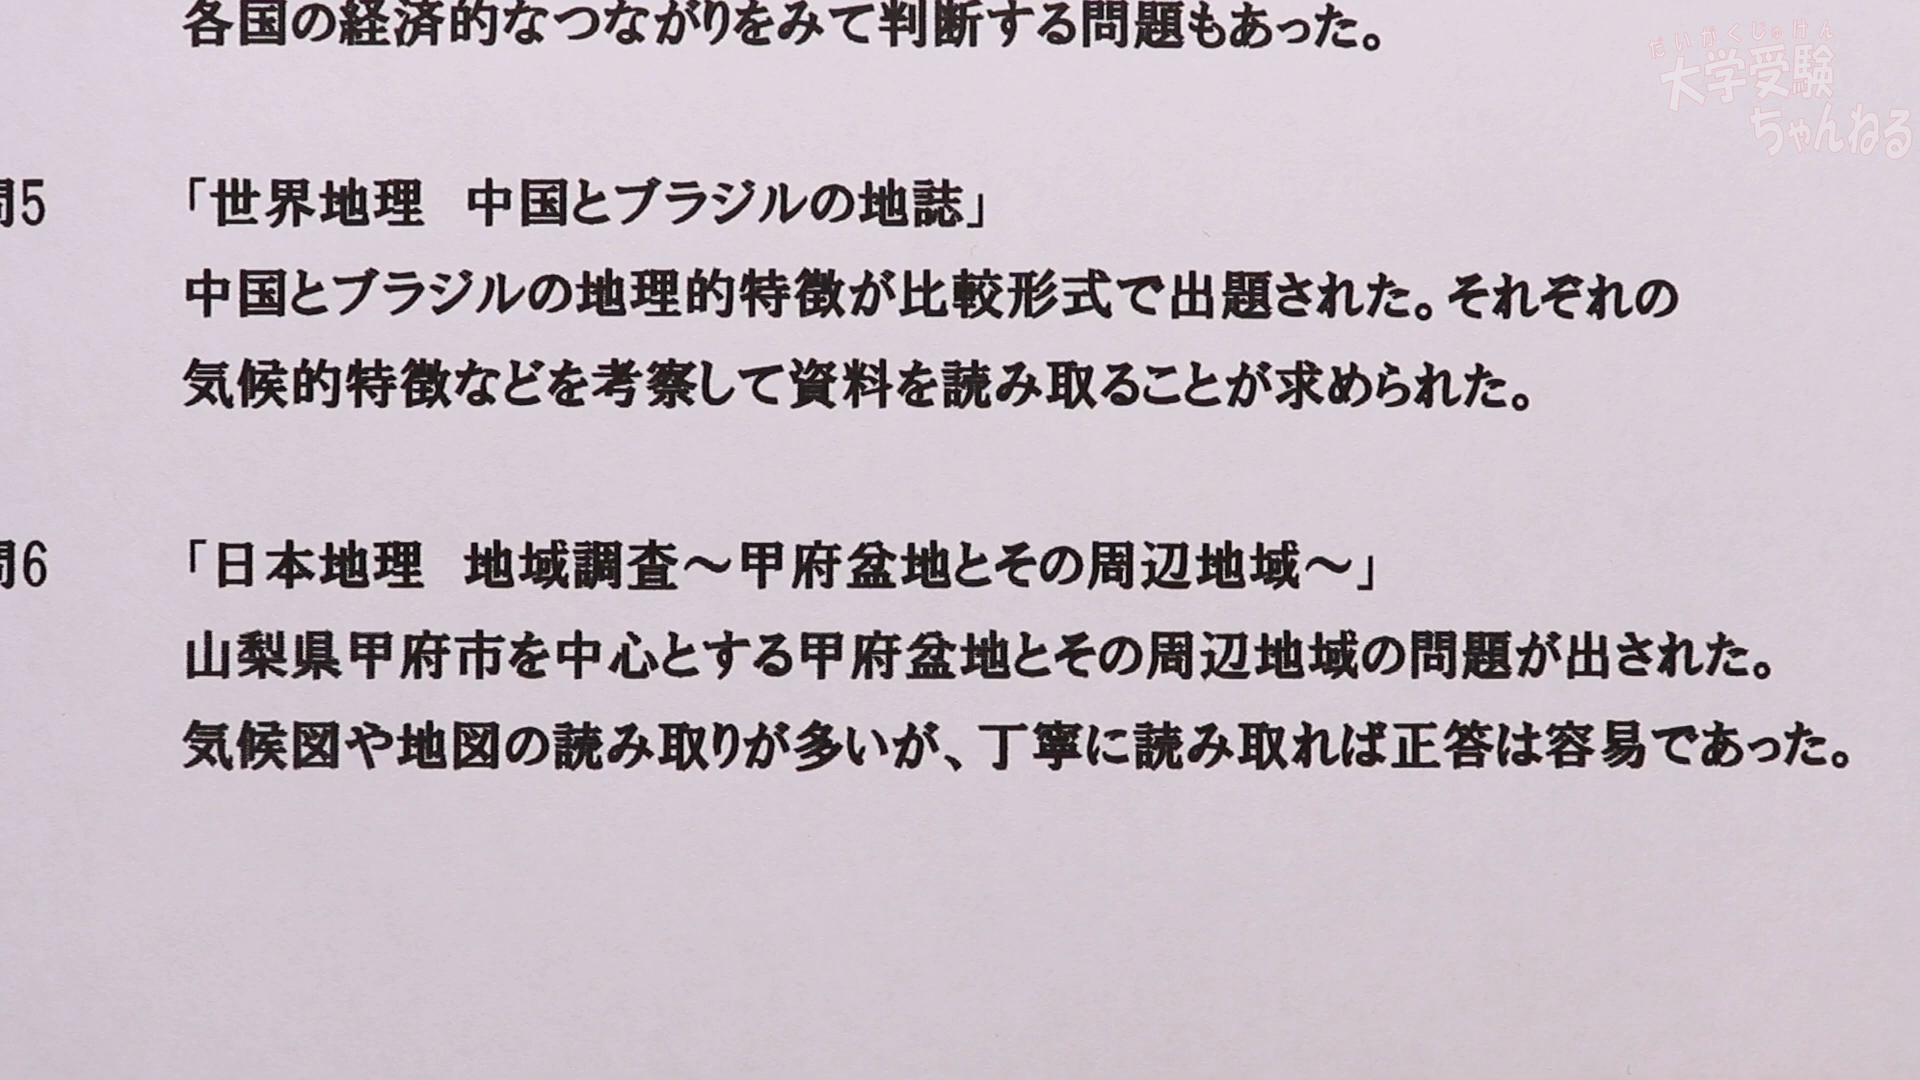 各国の経済的なつながりをみて判断する問題もあった。
だいがくじゅけん
大学受験
ちゃんねる
問5 「世界地理 中国とブラジルの地誌」
中国とブラジルの地理的特徴が比較形式で出題された。それぞれの
気候的特徴などを考察して資料を読み取ることが求められた。
問6 「日本地理 地域調査~甲府盆地とその周辺地域~」
山梨県甲府市を中心とする甲府盆地とその周辺地域の問題が出された。
気候図や地図の読み取りが多いが、丁寧に読み取れば正答は容易であった。